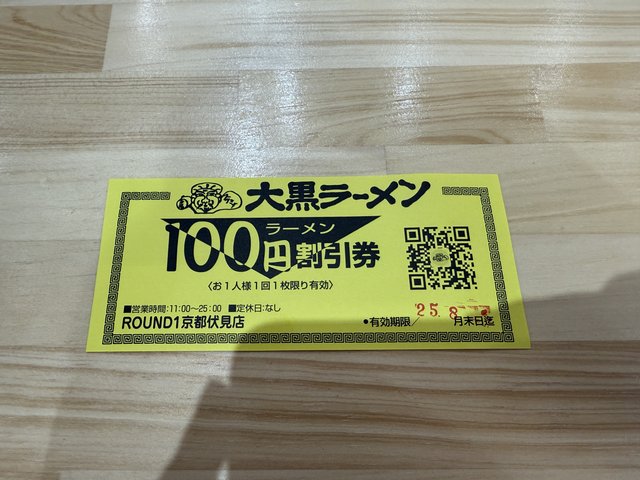 大黒ラーメン
ラーメン
100円割引券
〈お1人様1回1枚限り有効〉
■営業時間:11:00〜25:00 ■定休日:なし
ROUND1京都伏見店
●有効期限 '25. 8 月末日迄